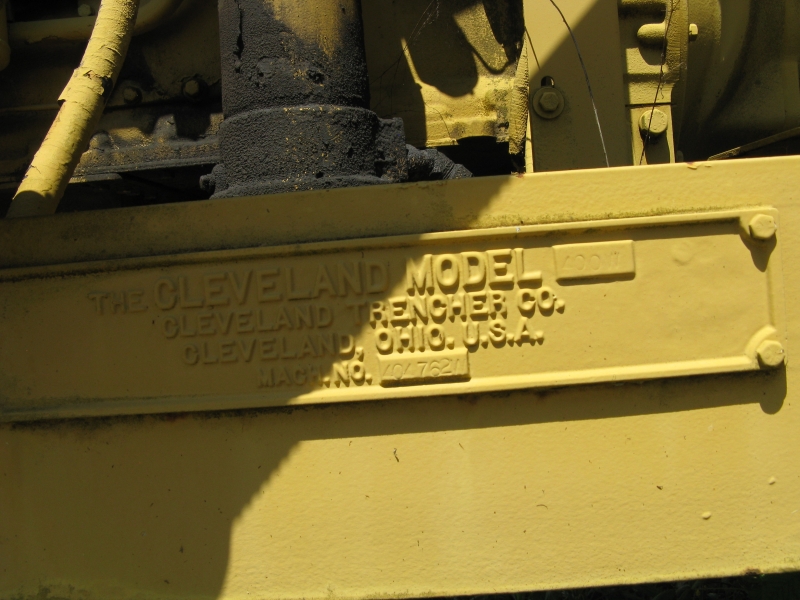 THE CLEVELAND MODEL
CLEVELAND TRENCHER CO.
CLEVELAND, OHIO. U.S.A.
MACH. NO.